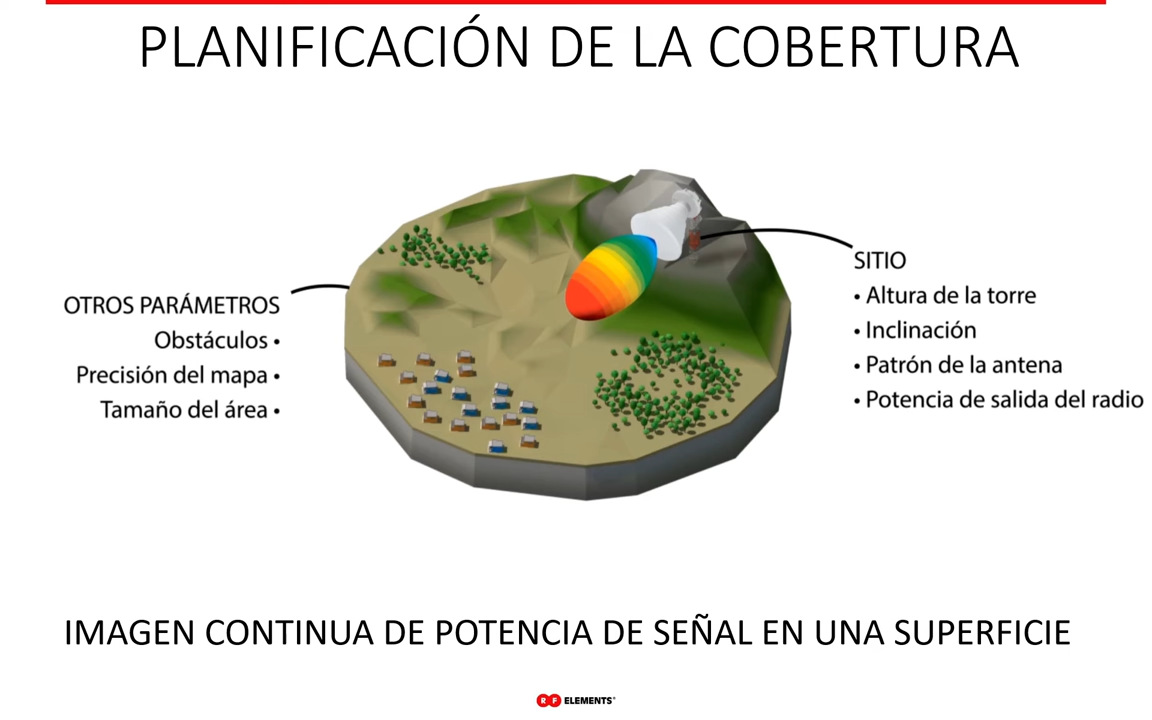 PLANIFICACIÓN DE LA COBERTURA
OTROS PARÁMETROS
Obstáculos •
Precisión del mapa •
Tamaño del área •
SITIO
• Altura de la torre
• Inclinación
• Patrón de la antena
• Potencia de salida del radio
IMAGEN CONTINUA DE POTENCIA DE SEÑAL EN UNA SUPERFICIE
RF ELEMENTS®